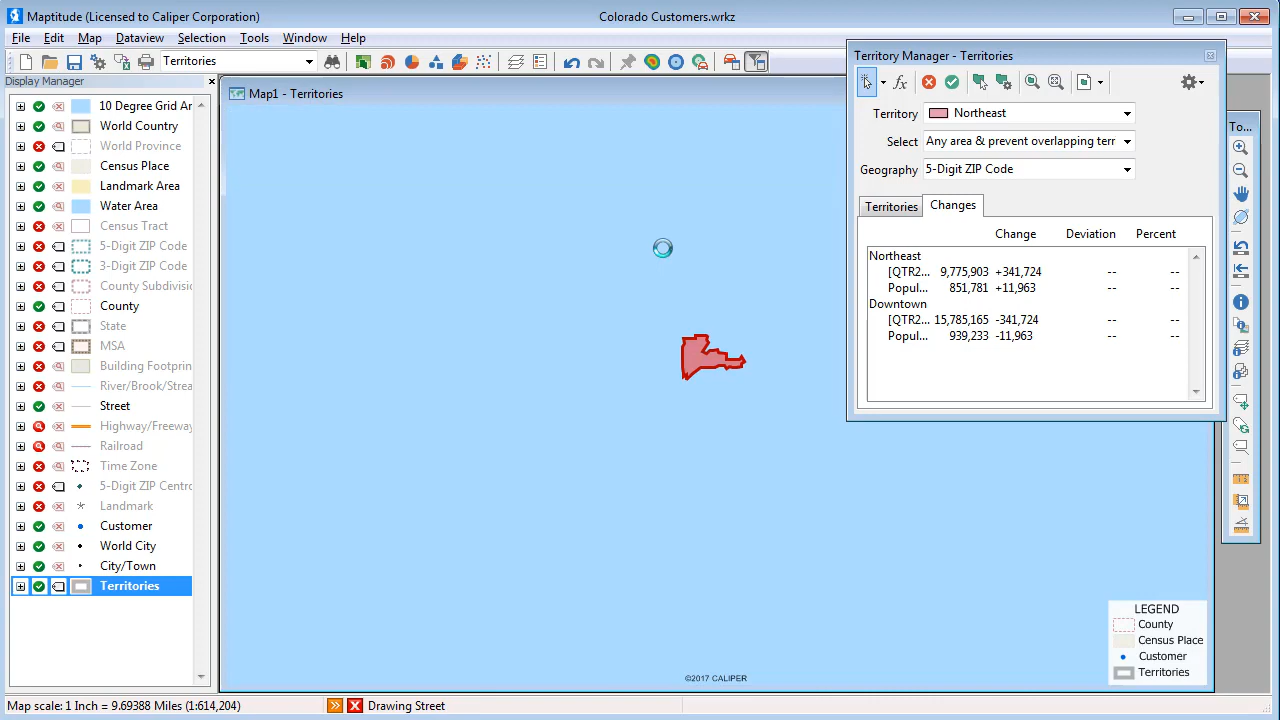 Maptitude (Licensed to Caliper Corporation)
Colorado Customers.wrkz
File Edit Map Dataview Selection Tools Window Help
Territories
Display Manager
10 Degree Grid Ar
World Country
World Province
Census Place
Landmark Area
Water Area
Census Tract
5-Digit ZIP Code
3-Digit ZIP Code
County Subdivisi
County
State
MSA
Building Footprin
River/Brook/Strea
Street
Highway/Freeway
Railroad
Time Zone
5-Digit ZIP Centro
Landmark
Customer
World City
City/Town
Territories
Map1 - Territories
©2017 CALIPER
LEGEND
County
Census Place
Customer
Territories
Territory Manager - Territories
Territory Northeast
Select Any area & prevent overlapping terr
Geography 5-Digit ZIP Code
Territories Changes
Change Deviation Percent
Northeast
[QTR2... ,775,903 +341,724 -- --
Popul... 851,781 +11,963 -- --
Downtown
[QTR2... -341,724 -- --
Popul... 939,233 -11,963 -- --
To...
Map scale: 1 Inch = 9.69388 Miles (1:614,204)
Drawing Street